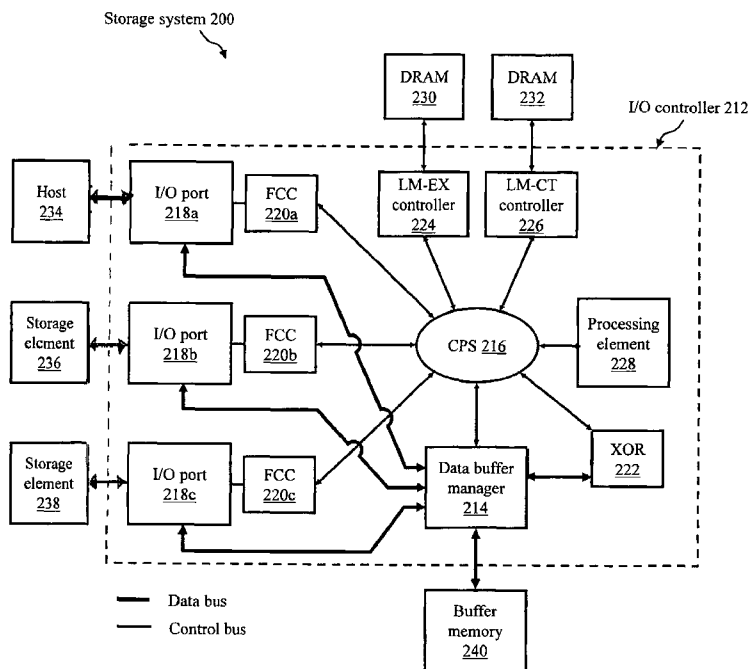 Storage system 200
DRAM
230
DRAM
232
I/O controller 212
Host
234
I/O port
218a
FCC
220a
LM-EX
controller
224
LM-CT
controller
226
Storage
element
236
I/O port
218b
FCC
220b
CPS 216
Processing
element
228
Storage
element
238
I/O port
218c
FCC
220c
Data buffer
manager
214
XOR
222
Data bus
Control bus
Buffer
memory
240